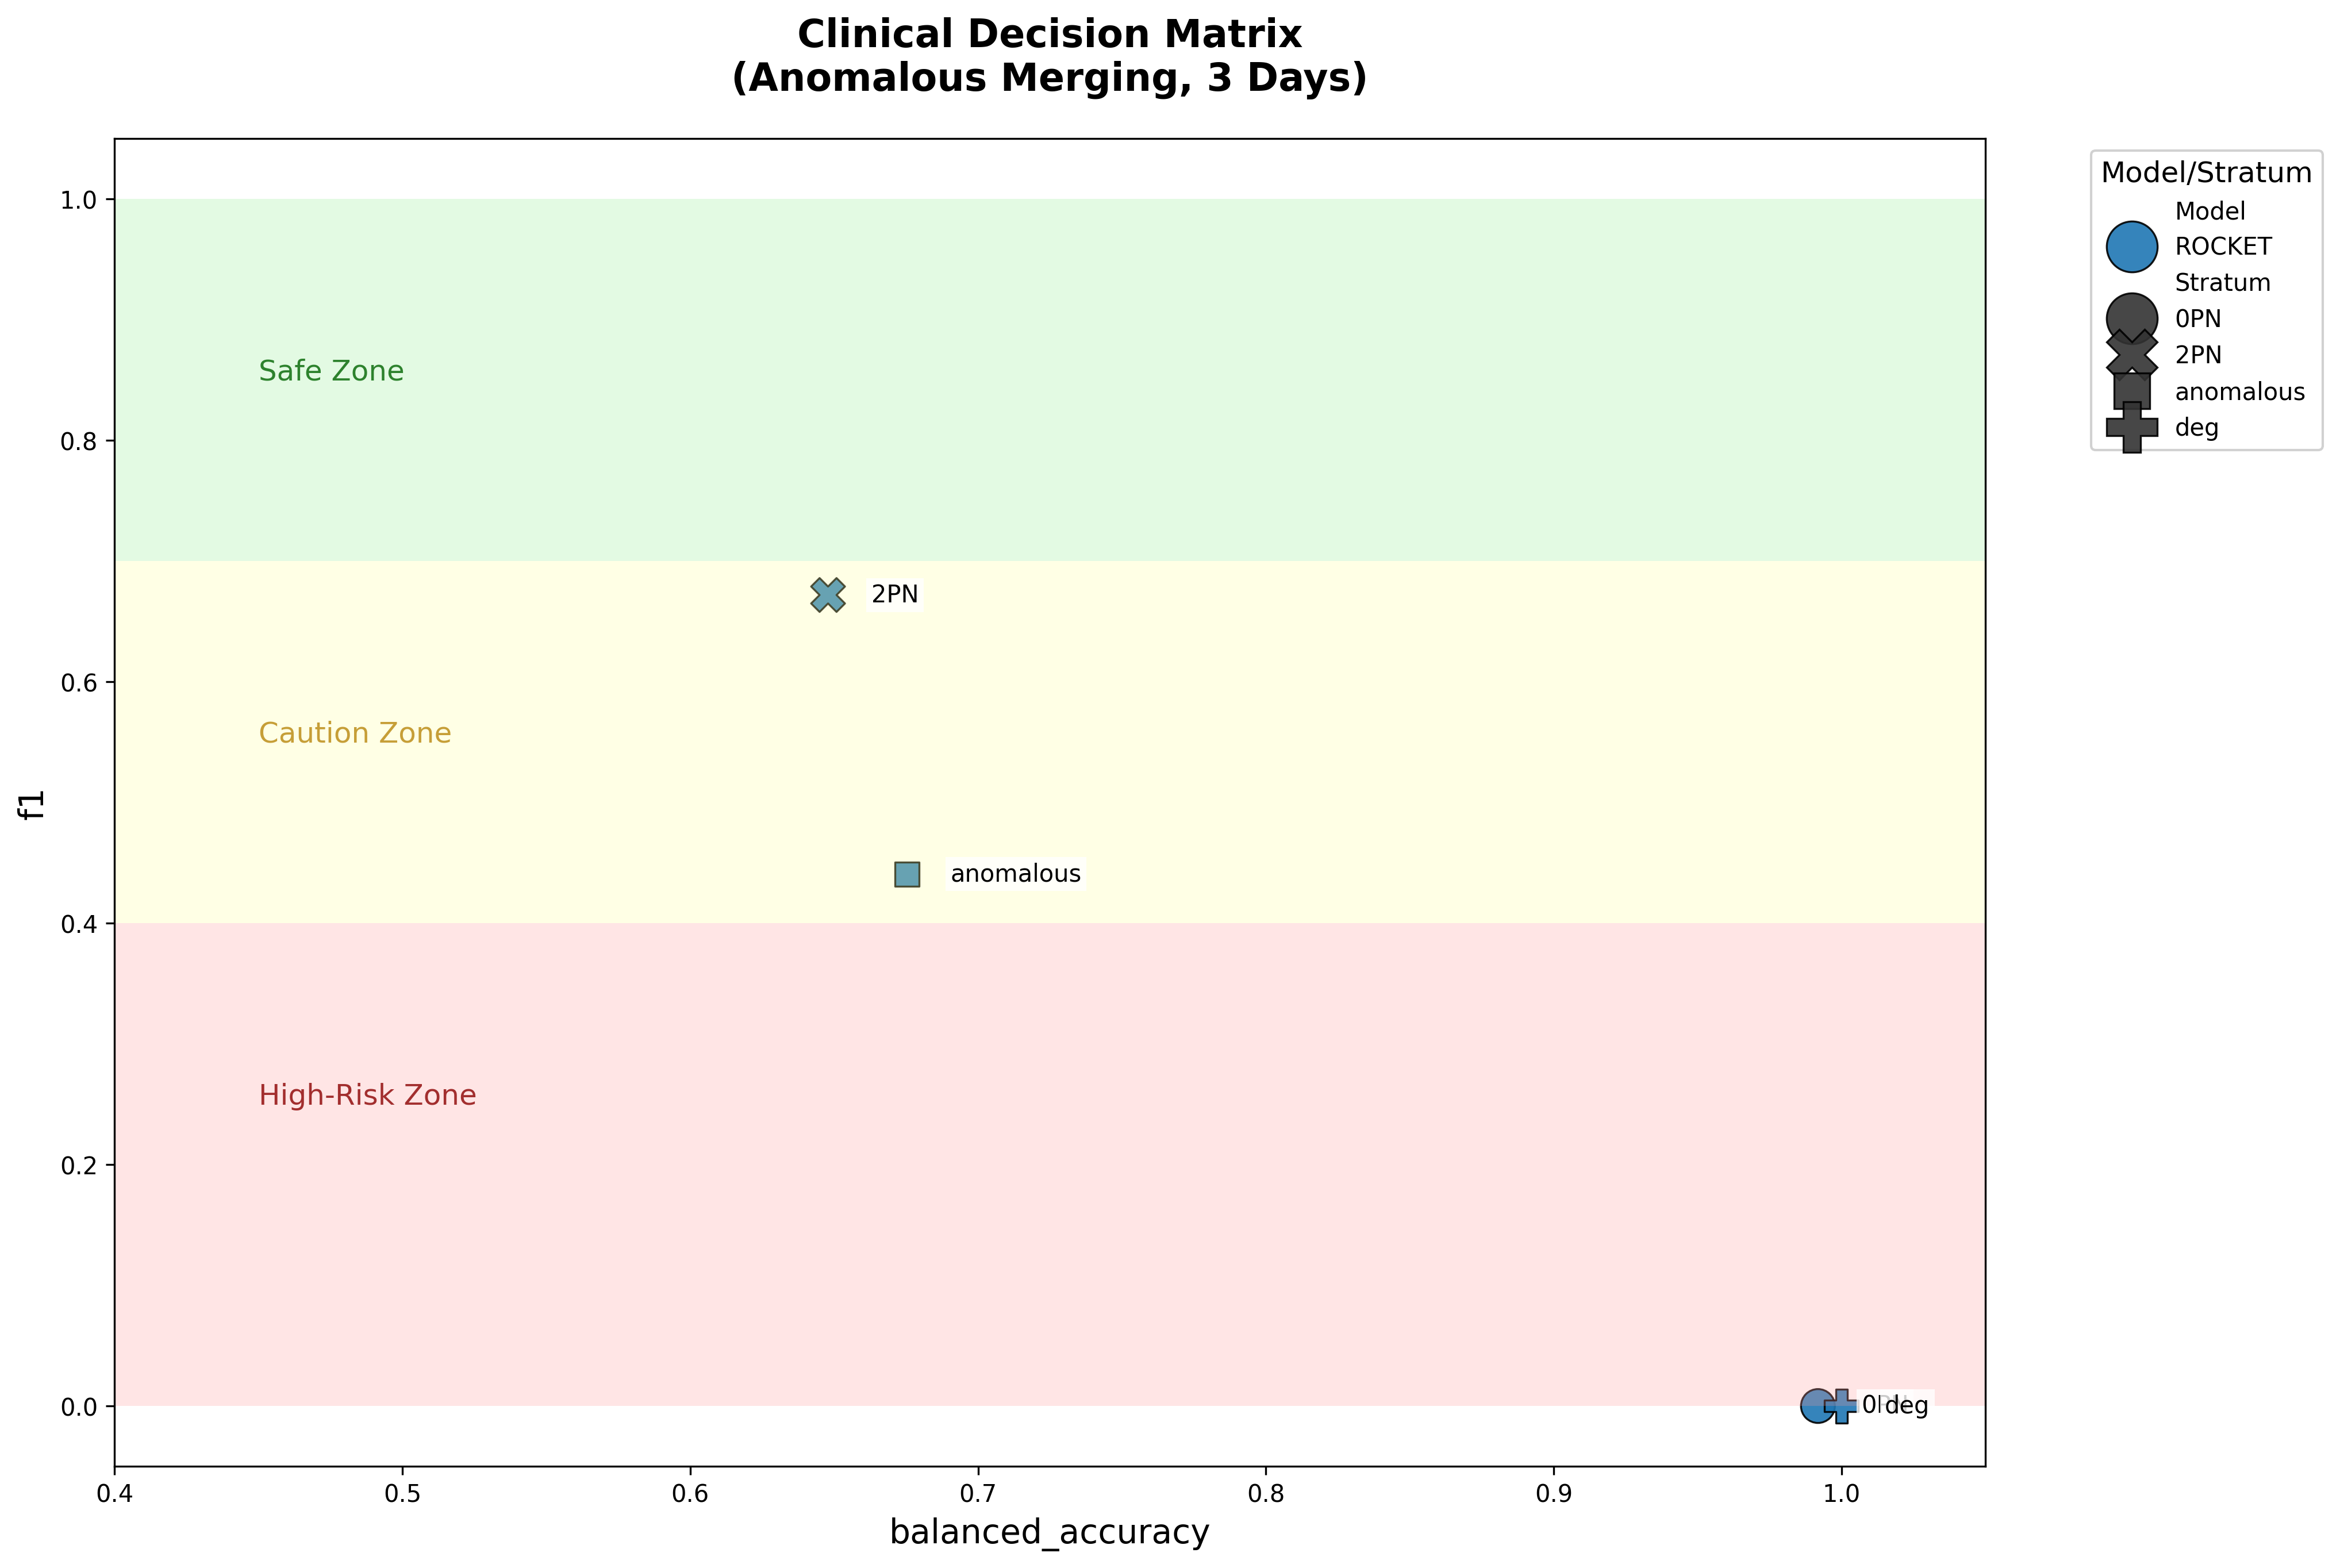 Clinical Decision Matrix
(Anomalous Merging, 3 Days)
Model/Stratum
Model
ROCKET
Stratum
0PN
2PN
anomalous
deg
1.0
0.8
0.6
0.4
0.2
0.0
f1
Safe Zone
Caution Zone
High-Risk Zone
2PN
anomalous
deg
0.4
0.5
0.6
0.7
0.8
0.9
1.0
balanced_accuracy